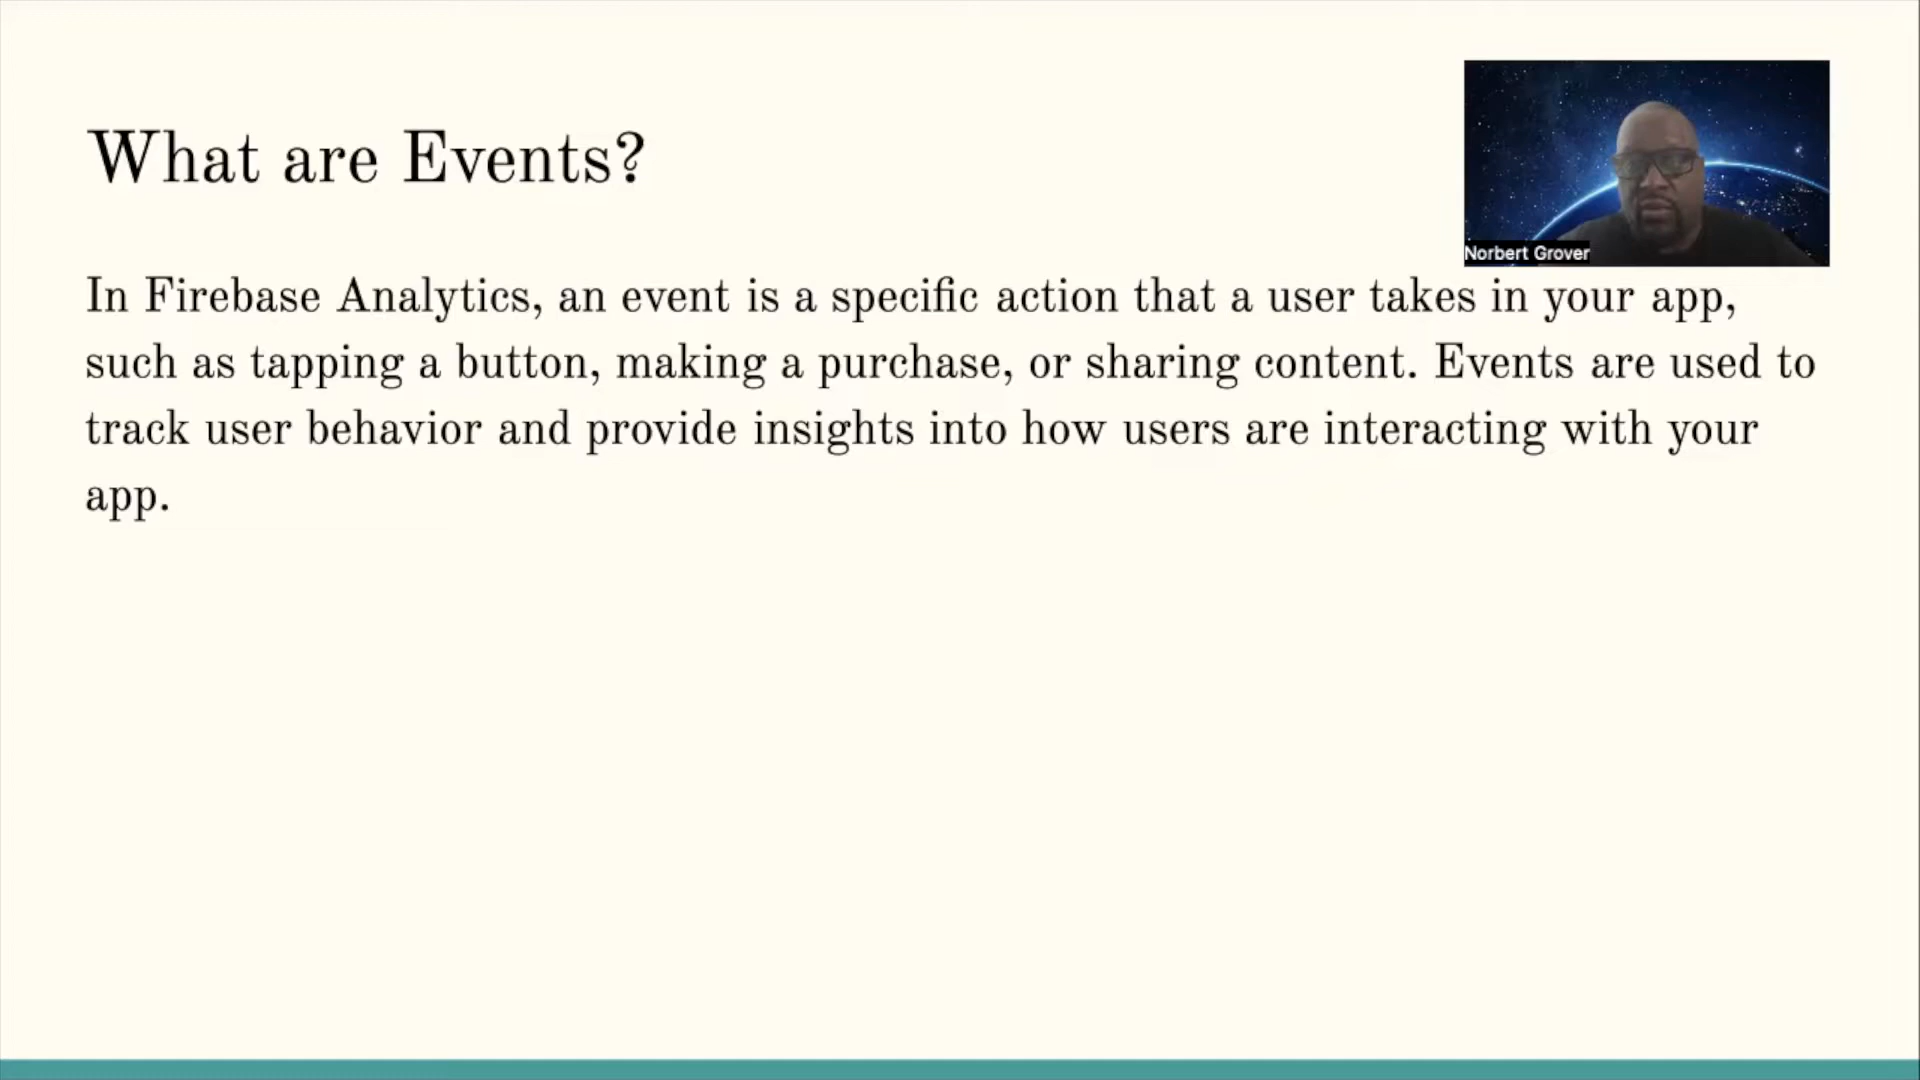 What are Events?
Norbert Grover
In Firebase Analytics, an event is a specific action that a user takes in your app,
such as tapping a button, making a purchase, or sharing content. Events are used to
track user behavior and provide insights into how users are interacting with your
app.